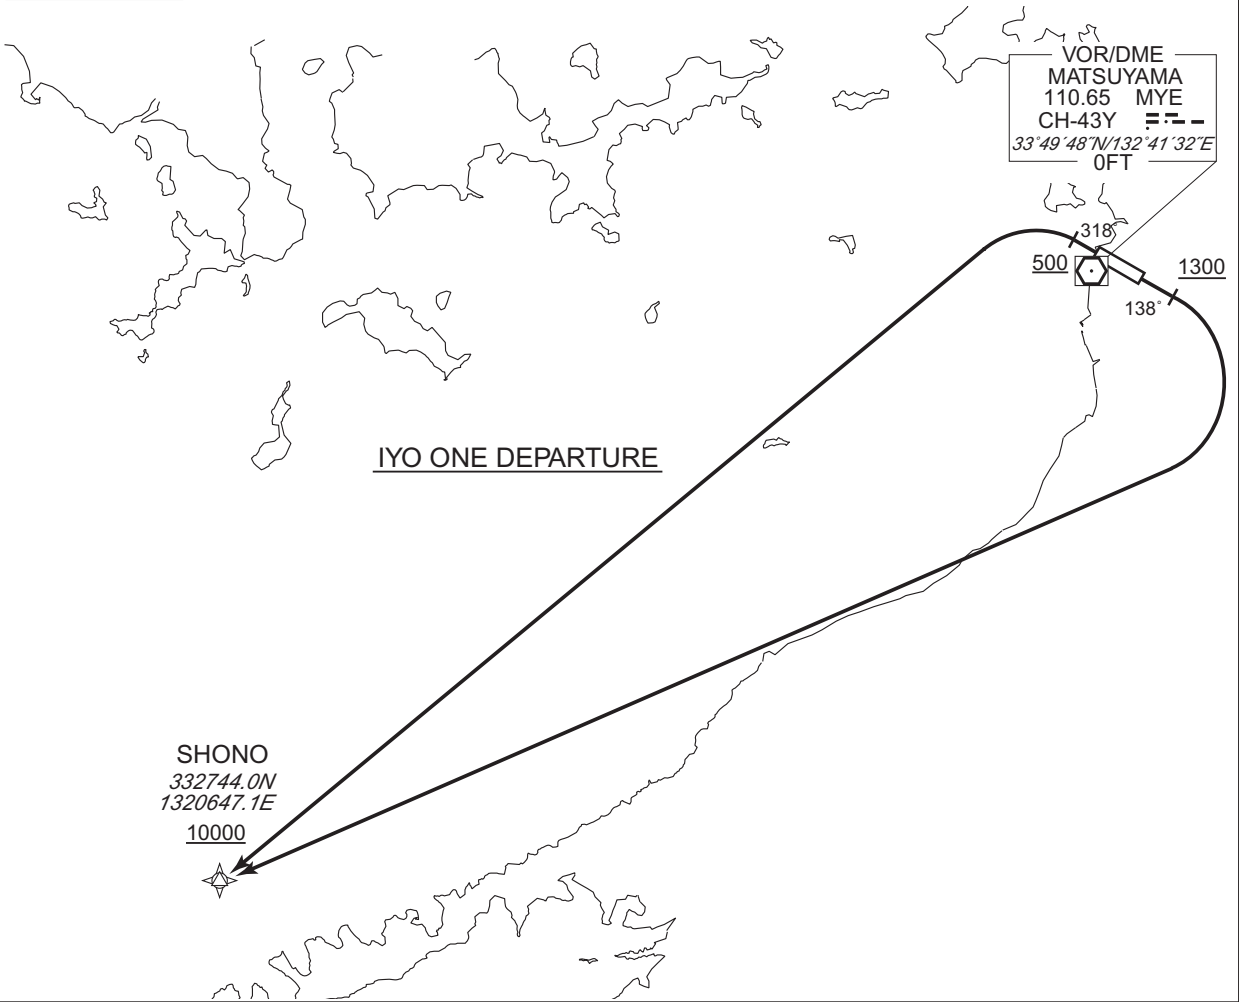 VOR/DME
MATSUYAMA
110.65 MYE
CH-43Y
33°49´48˝N/132°41´32˝E
0FT
318°
500
1300
138°
IYO ONE DEPARTURE
SHONO
332744.0N
1320647.1E
10000